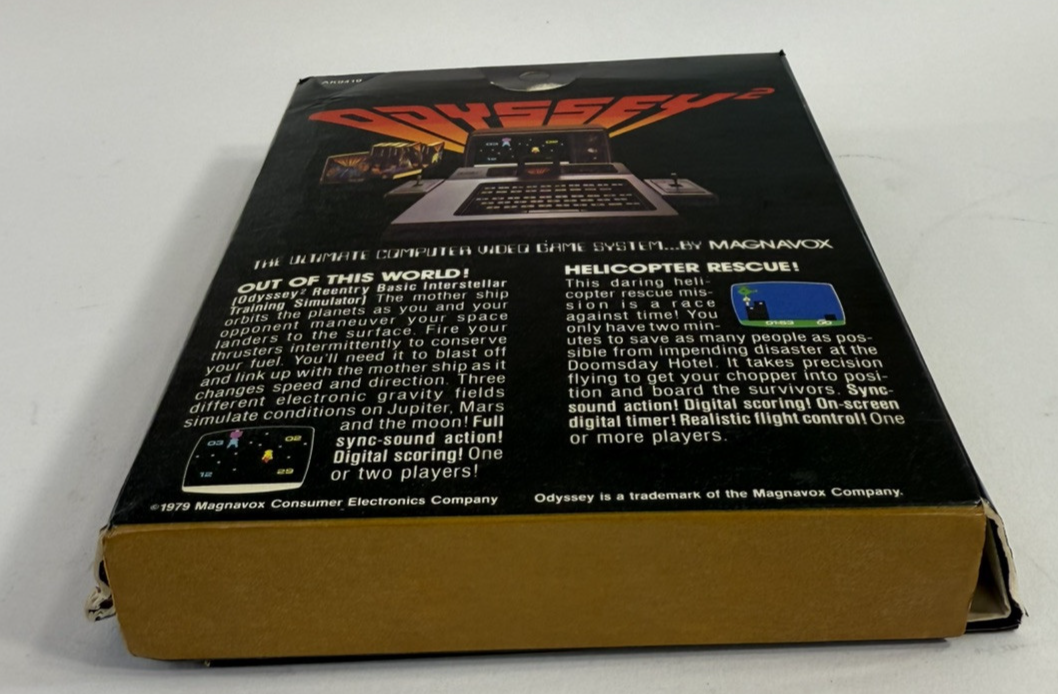 AK9410
ODYSSEY²
THE ULTIMATE COMPUTER VIDEO GAME SYSTEM...BY MAGNAVOX
OUT OF THIS WORLD!
(Odyssey² Reentry Basic Interstellar
Training Simulator) The mother ship
orbits the planets as you and your
opponent maneuver your space
landers to the surface. Fire your
thrusters intermittently to conserve
your fuel. You'll need it to blast off
and link up with the mother ship as it
changes speed and direction. Three
different electronic gravity fields
simulate conditions on Jupiter, Mars
and the moon! Full
sync-sound action!
Digital scoring! One
or two players!
03 02
12 29
©1979 Magnavox Consumer Electronics Company
HELICOPTER RESCUE!
This daring heli-
copter rescue mis-
sion is a race
against time! You
only have two min-
utes to save as many people as pos-
sible from impending disaster at the
Doomsday Hotel. It takes precision
flying to get your chopper into posi-
tion and board the survivors. Sync-
sound action! Digital scoring! On-screen
digital timer! Realistic flight control! One
or more players.
Odyssey is a trademark of the Magnavox Company.